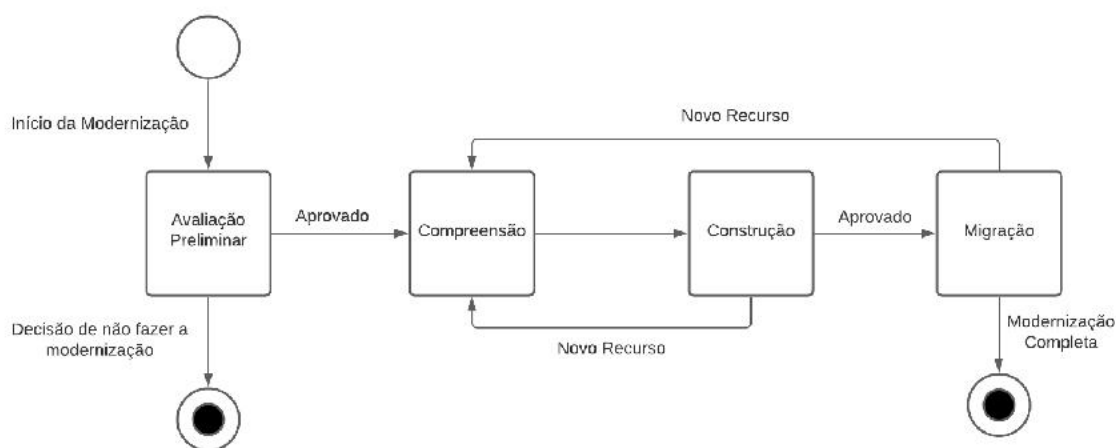 Início da Modernização
Novo Recurso
Avaliação
Preliminar
Aprovado
Compreensão
Construção
Aprovado
Migração
Decisão de não fazer a
modernização
Novo Recurso
Modernização
Completa